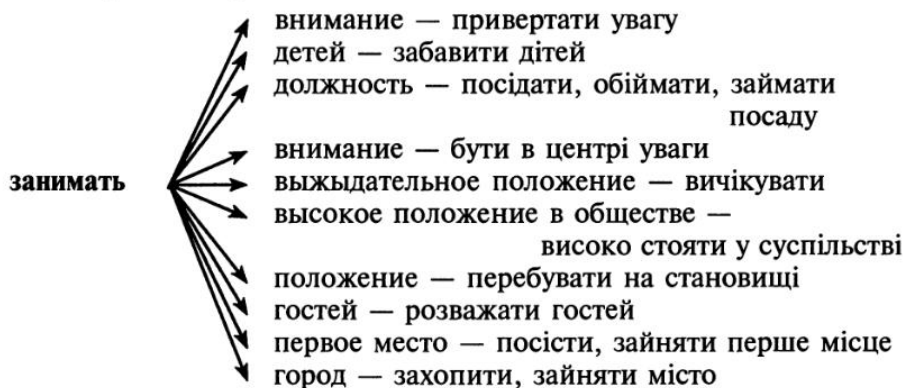 внимание — привертати увагу
детей — забавити дітей
должность — посідати, обіймати, займати
посаду
внимание — бути в центрі уваги
занимать
выжыдательное положение — вичікувати
высокое положение в обществе —
високо стояти у суспільстві
положение — перебувати на становищі
гостей — розважати гостей
первое место — посісти, зайняти перше місце
город — захопити, зайняти місто